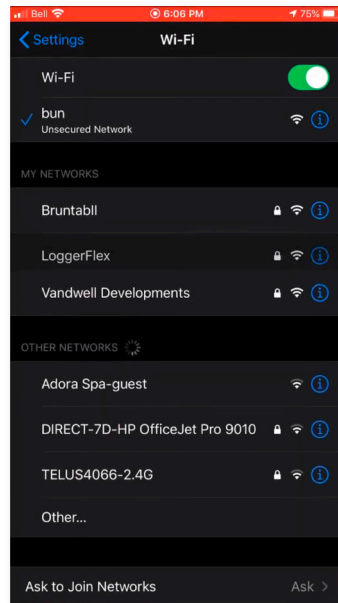 Bell 6:06 PM 75%
Settings Wi-Fi
Wi-Fi
bun
Unsecured Network
MY NETWORKS
Bruntabll
LoggerFlex
Vandwell Developments
OTHER NETWORKS
Adora Spa-guest
DIRECT-7D-HP OfficeJet Pro 9010
TELUS4066-2.4G
Other...
Ask to Join Networks Ask